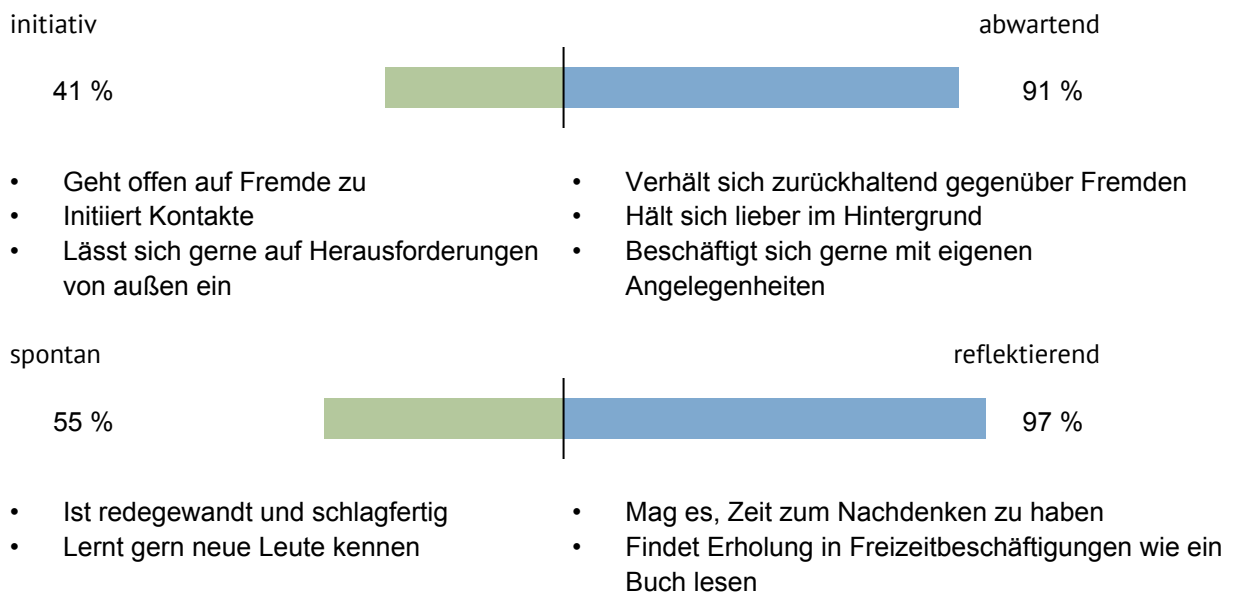 initiativ
abwartend
41 %
91 %
• Geht offen auf Fremde zu
• Initiiert Kontakte
• Lässt sich gerne auf Herausforderungen
von außen ein
• Verhält sich zurückhaltend gegenüber Fremden
• Hält sich lieber im Hintergrund
• Beschäftigt sich gerne mit eigenen
Angelegenheiten
spontan
reflektierend
55 %
97 %
• Ist redegewandt und schlagfertig
• Lernt gern neue Leute kennen
• Mag es, Zeit zum Nachdenken zu haben
• Findet Erholung in Freizeitbeschäftigungen wie ein
Buch lesen